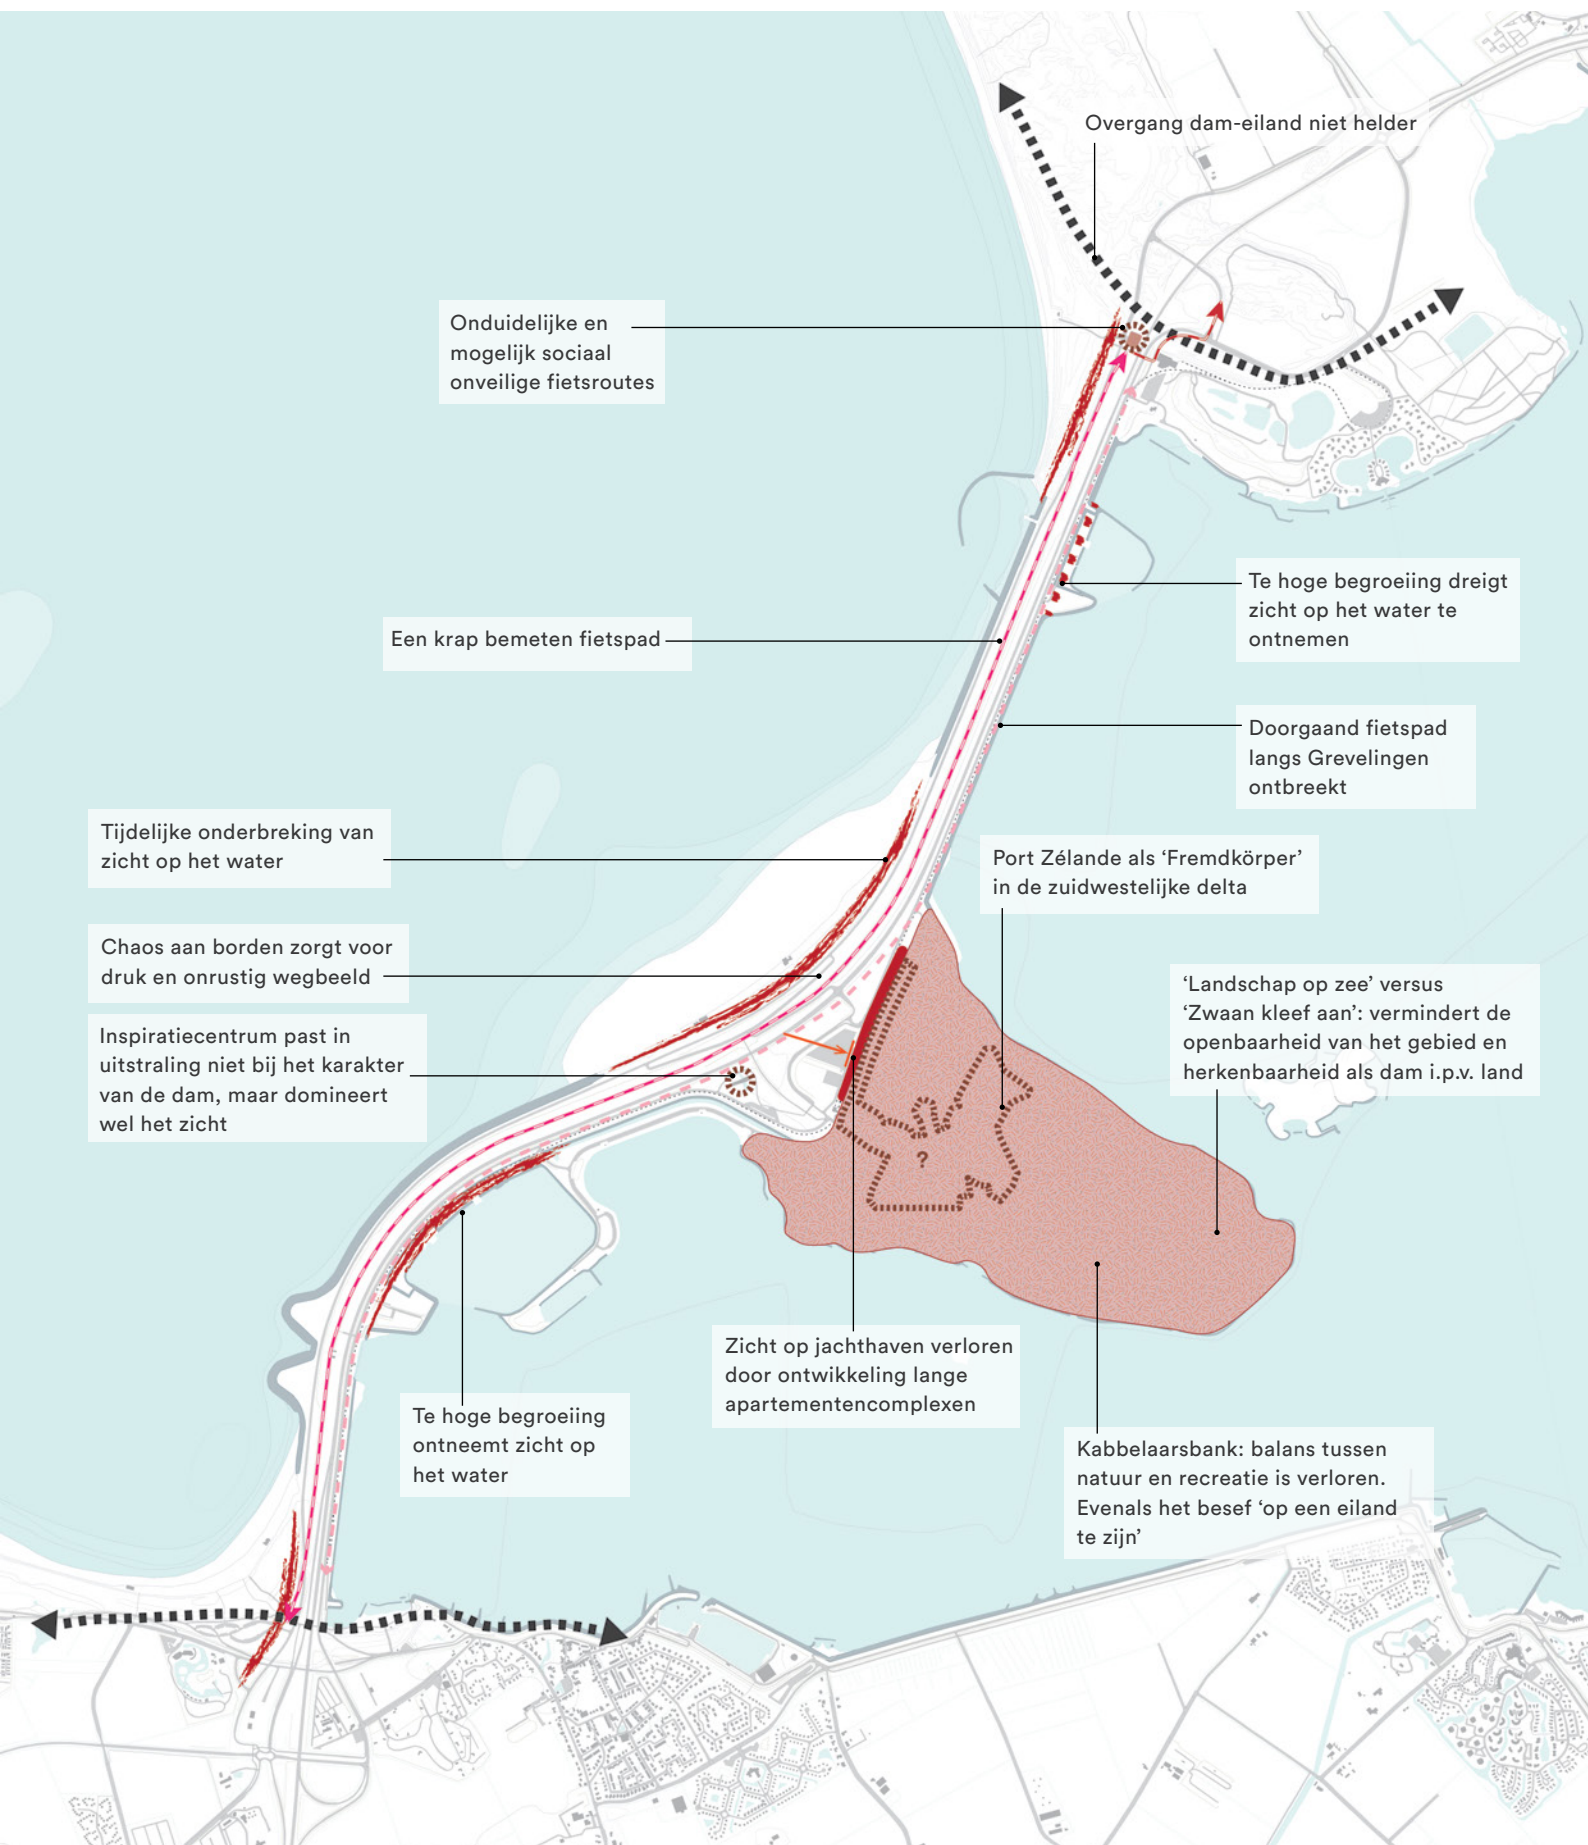 Overgang dam-eiland niet helder
Onduidelijke en
mogelijk sociaal
onveilige fietsroutes
Te hoge begroeiing dreigt
zicht op het water te
ontnemen
Een krap bemeten fietspad
Doorgaand fietspad
langs Grevelingen
ontbreekt
Tijdelijke onderbreking van
zicht op het water
Port Zélande als ‘Fremdkörper’
in de zuidwestelijke delta
Chaos aan borden zorgt voor
druk en onrustig wegbeeld
‘Landschap op zee’ versus
‘Zwaan kleef aan’: vermindert de
openbaarheid van het gebied en
herkenbaarheid als dam i.p.v. land
Inspiratiecentrum past in
uitstraling niet bij het karakter
van de dam, maar domineert
wel het zicht
?
Zicht op jachthaven verloren
door ontwikkeling lange
apartementencomplexen
Te hoge begroeiing
ontneemt zicht op
het water
Kabbelaarsbank: balans tussen
natuur en recreatie is verloren.
Evenals het besef ‘op een eiland
te zijn’